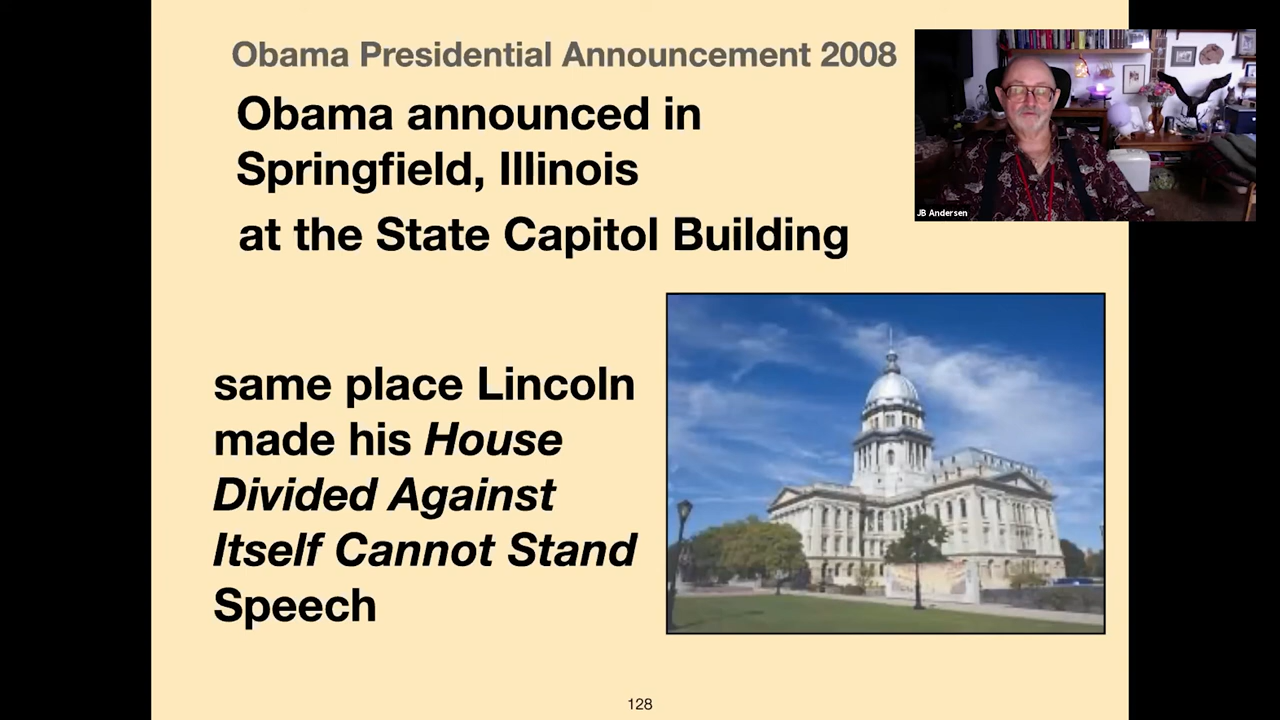 Obama Presidential Announcement 2008
Obama announced in
Springfield, Illinois
at the State Capitol Building
JB Andersen
same place Lincoln
made his House
Divided Against
Itself Cannot Stand
Speech
128